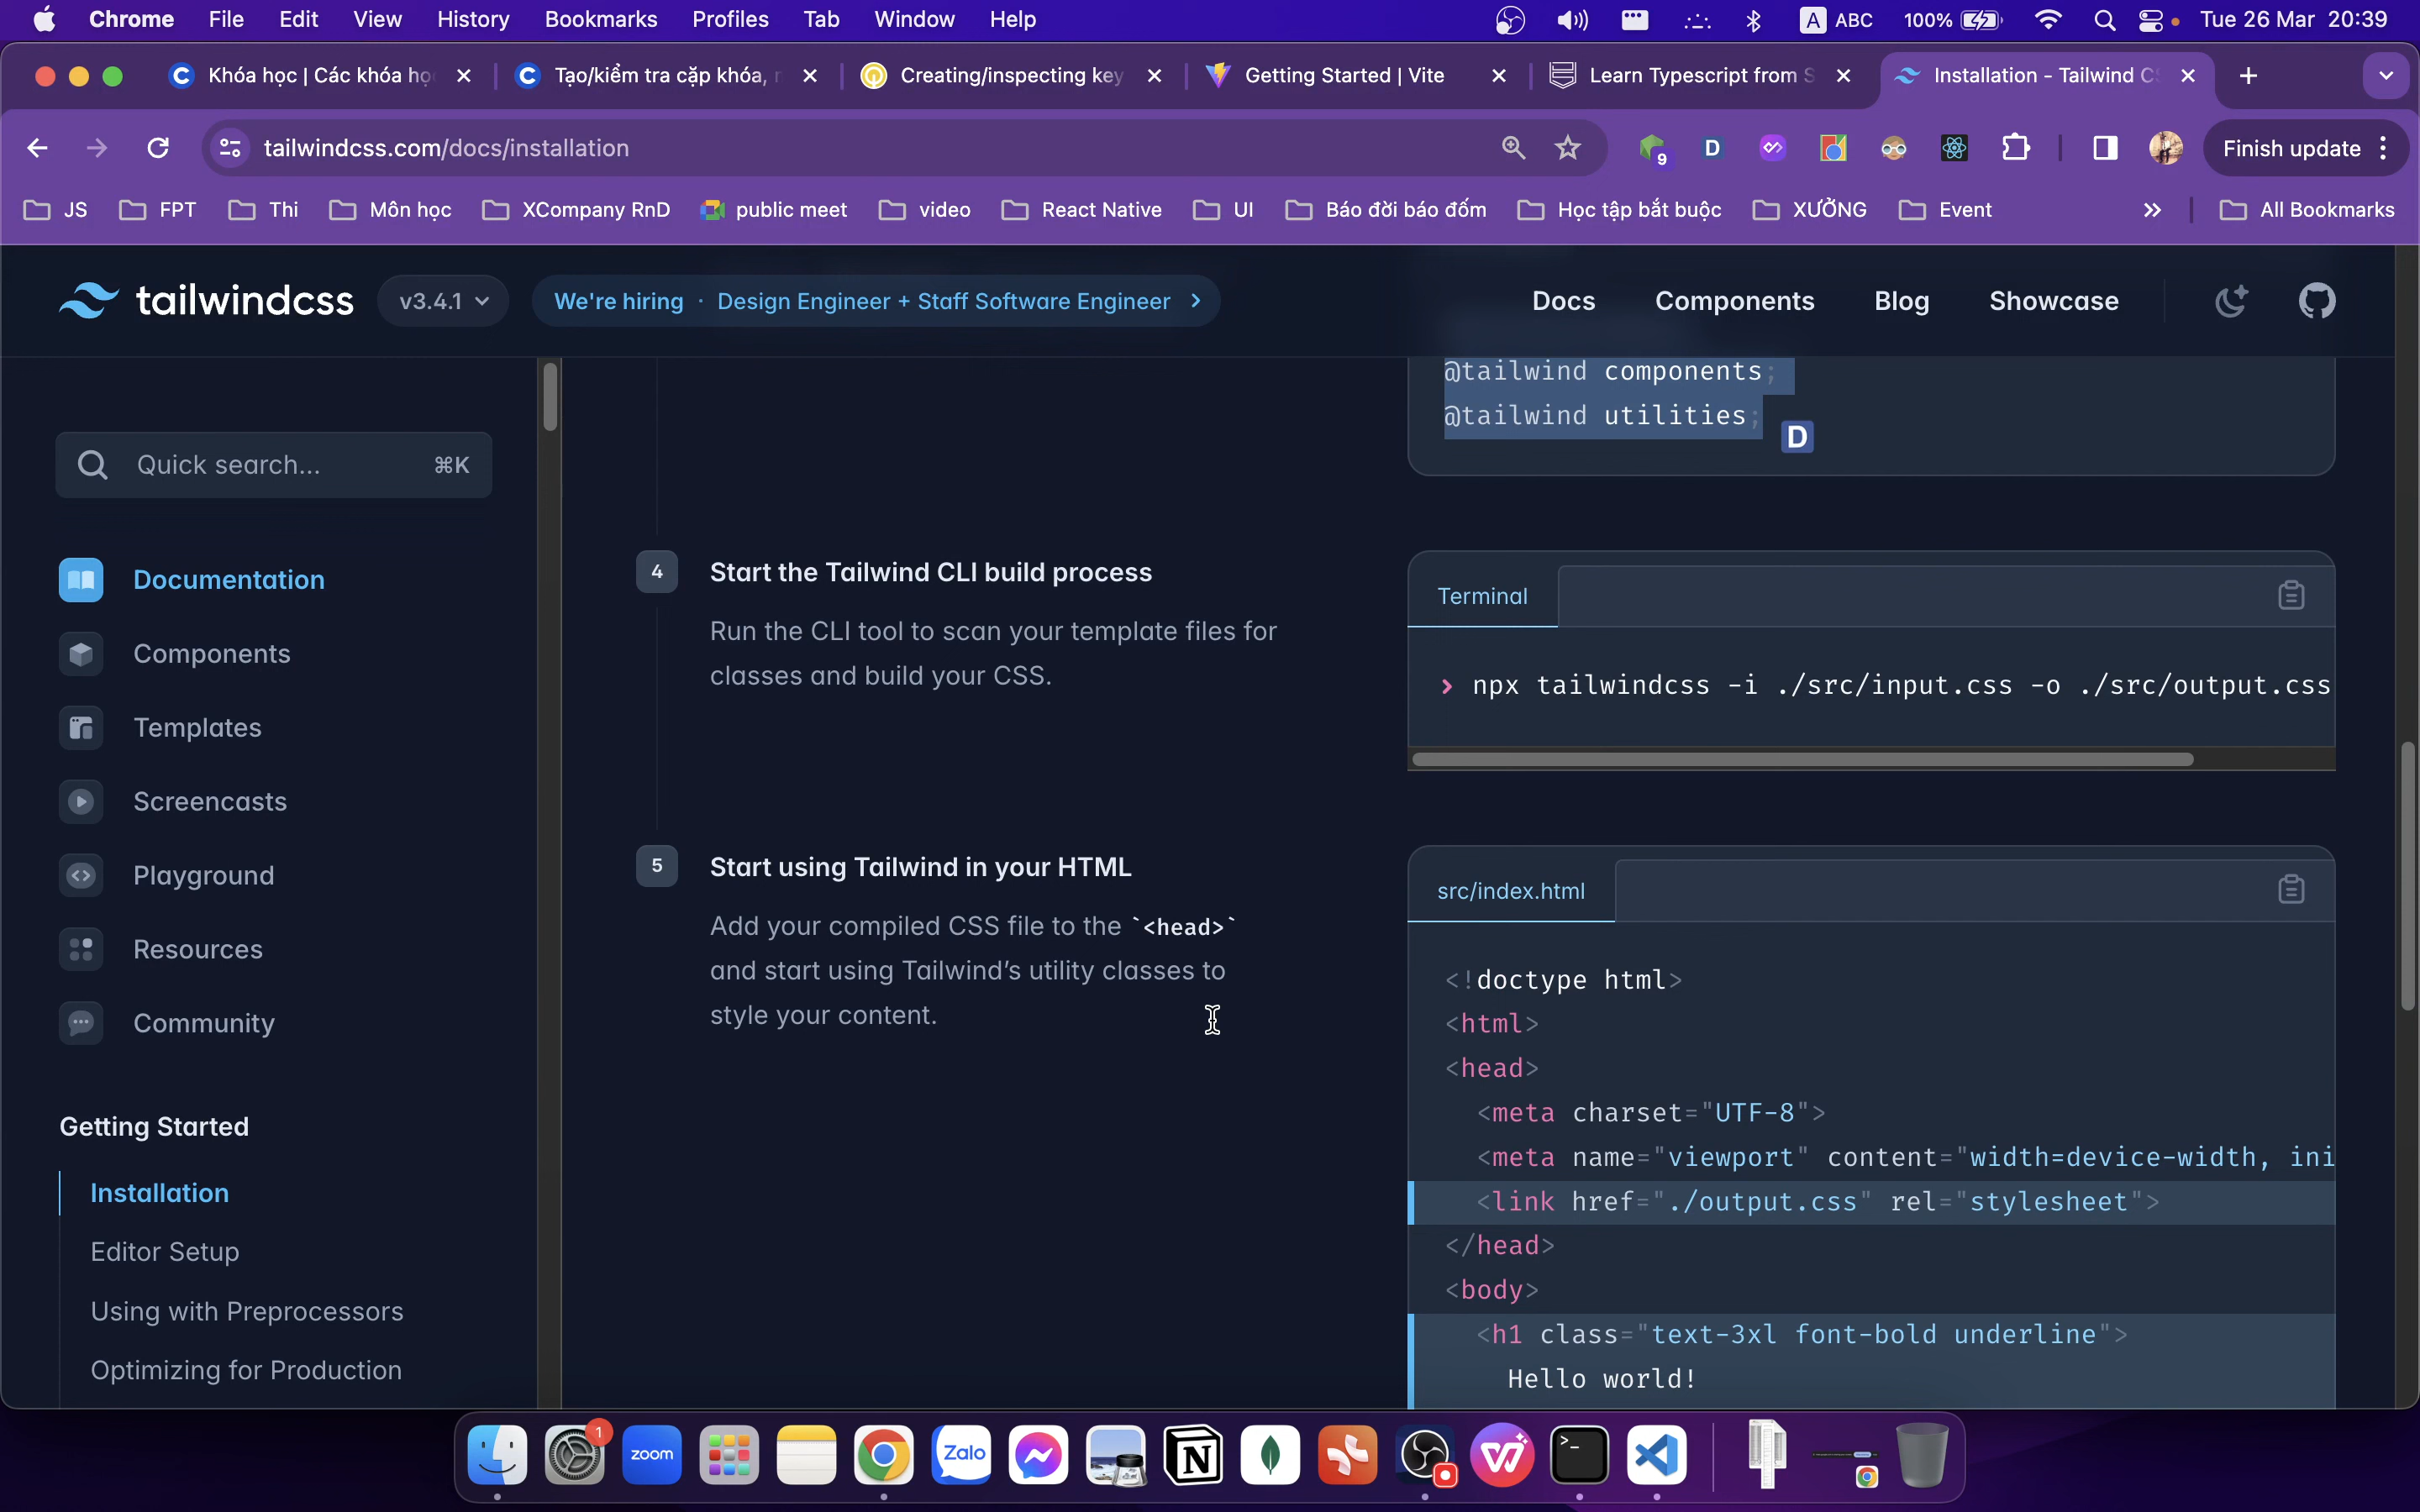 Chrome File Edit View History Bookmarks Profiles Tab Window Help A ABC 100% Tue 26 Mar 20:39
Khóa học | Các khóa họ
Tạo/kiểm tra cặp khóa,
Creating/inspecting key
Getting Started | Vite
Learn Typescript from S
Installation - Tailwind C
tailwindcss.com/docs/installation
9
D
Finish update
JS FPT Thi Môn học XCompany RnD public meet video React Native UI Báo đời báo đốm Học tập bắt buộc XƯỞNG Event » All Bookmarks
tailwindcss v3.4.1 We're hiring · Design Engineer + Staff Software Engineer
Docs Components Blog Showcase
Quick search... ⌘K
Documentation
Components
Templates
Screencasts
Playground
Resources
Community
Getting Started
Installation
Editor Setup
Using with Preprocessors
Optimizing for Production
@tailwind components;
@tailwind utilities;
D
4 Start the Tailwind CLI build process
Run the CLI tool to scan your template files for
classes and build your CSS.
Terminal
> npx tailwindcss -i ./src/input.css -o ./src/output.css
5 Start using Tailwind in your HTML
Add your compiled CSS file to the `<head>`
and start using Tailwind’s utility classes to
style your content.
src/index.html
<!doctype html>
<html>
<head>
<meta charset="UTF-8">
<meta name="viewport" content="width=device-width, ini
<link href="./output.css" rel="stylesheet">
</head>
<body>
<h1 class="text-3xl font-bold underline">
Hello world!
1
zoom
Zalo
N